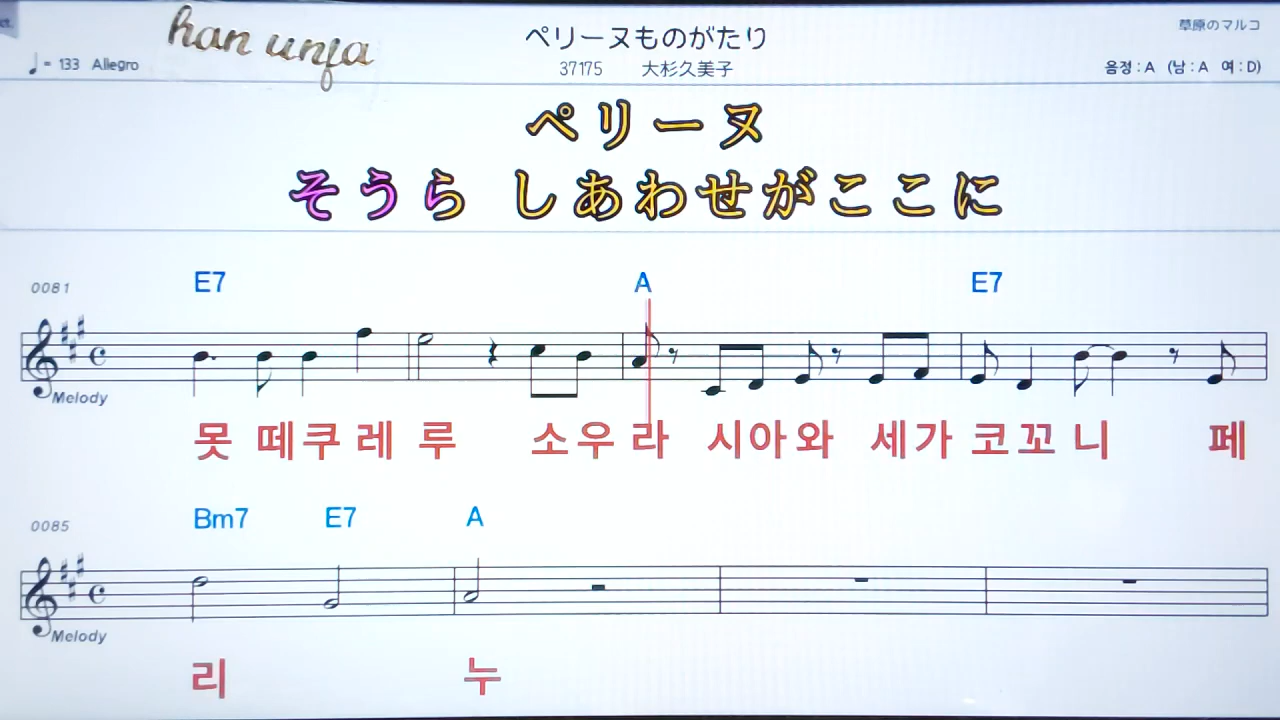 ct.
han unja
ペリーヌものがたり
草原のマルコ
♩= 133 Allegro
37175 大杉久美子
음정 : A (남 : A 여 : D)
ペリーヌ
そうら しあわせがここに
0081
E7 A E7
Melody
못 떼쿠 레 루 소우 라 시아와 세가 코꼬 니 페
0085
Bm7 E7 A
Melody
리 누